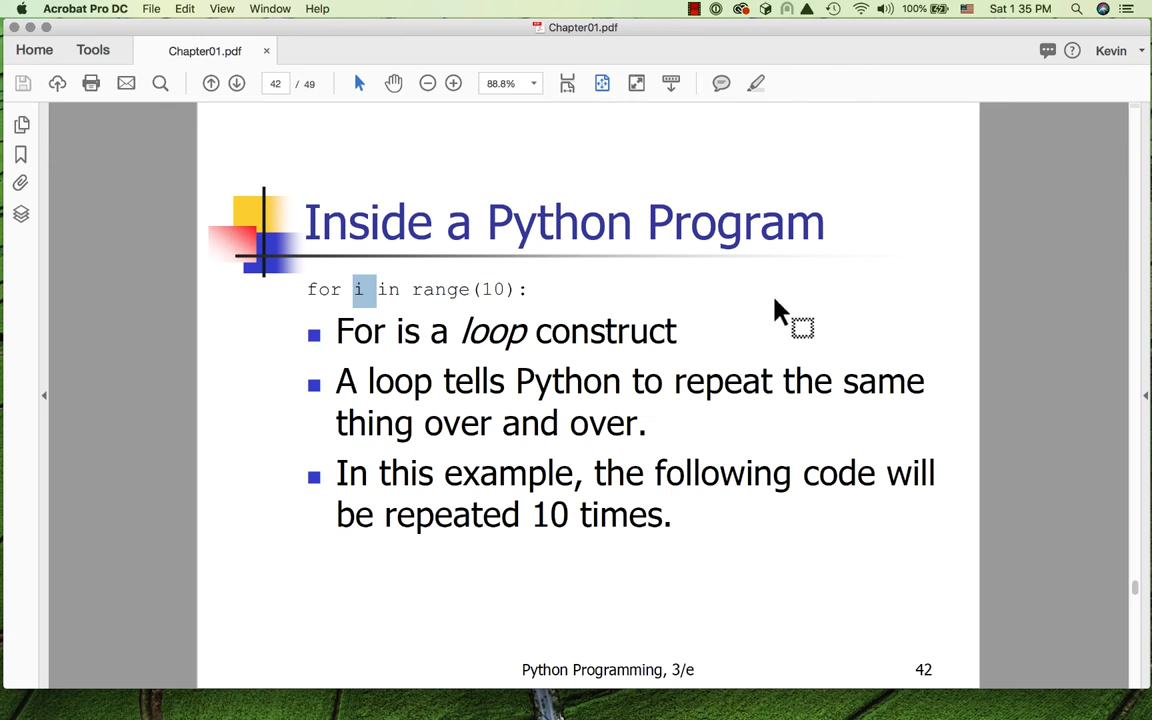 Acrobat Pro DC File Edit View Window Help 100% Sat 1 35 PM
Chapter01.pdf
Home Tools Chapter01.pdf × Kevin
42 / 49 88.8%
Inside a Python Program
for i in range(10):
For is a loop construct
A loop tells Python to repeat the same
thing over and over.
In this example, the following code will
be repeated 10 times.
Python Programming, 3/e 42